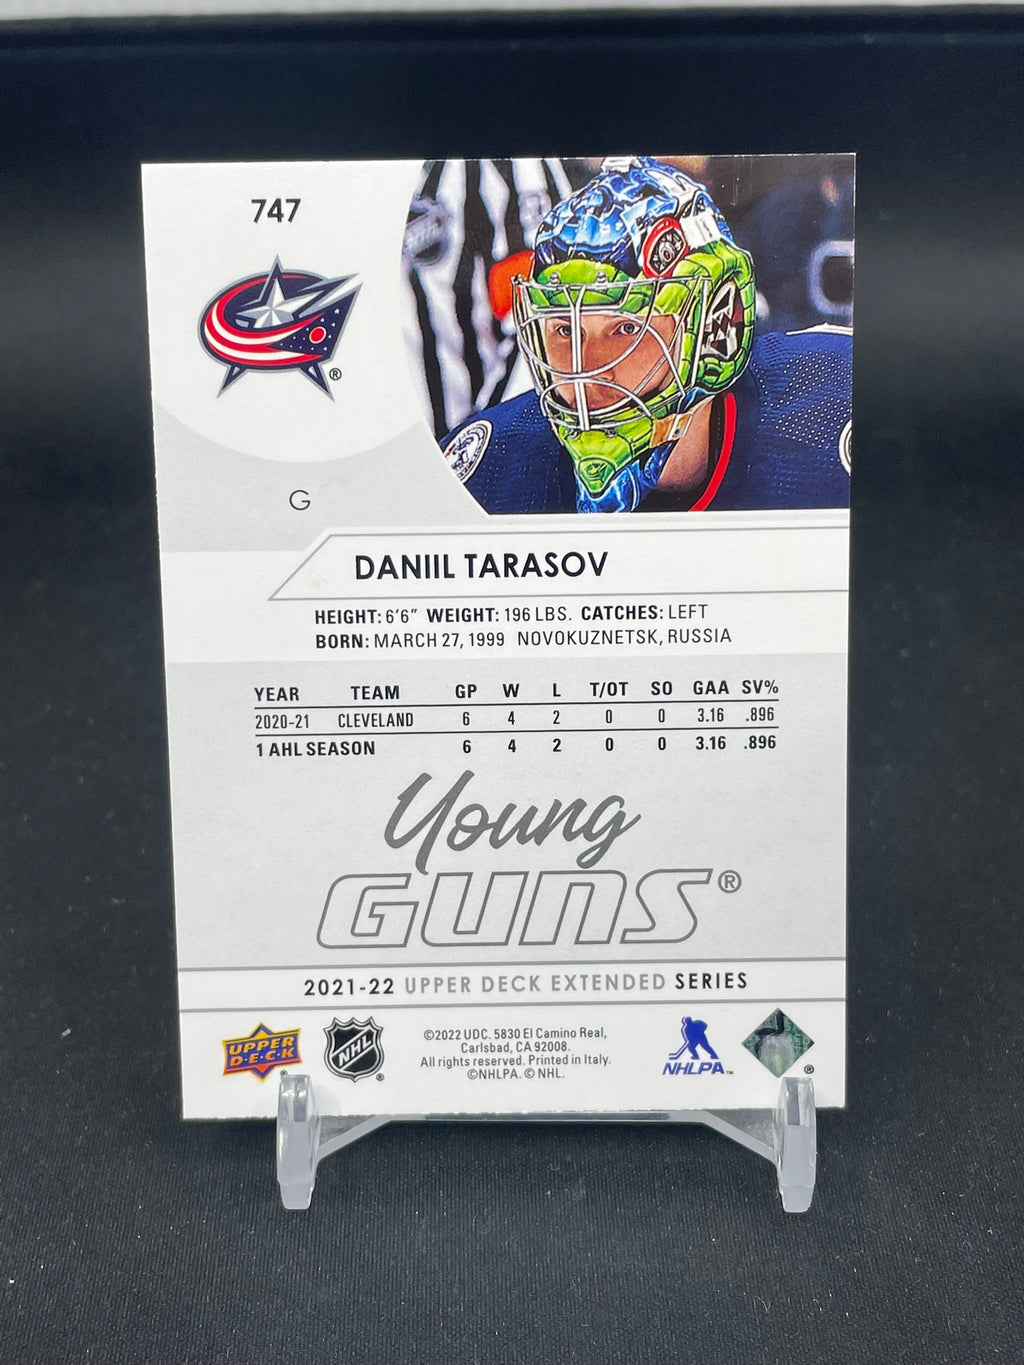 747
®
G
DANIIL TARASOV
HEIGHT: 6'6" WEIGHT: 196 LBS. CATCHES: LEFT
BORN: MARCH 27, 1999 NOVOKUZNETSK, RUSSIA
YEAR TEAM GP W L T/OT SO GAA SV%
2020-21 CLEVELAND 6 4 2 0 0 3.16 .896
1 AHL SEASON 6 4 2 0 0 3.16 .896
Young
GUNS®
2021-22 UPPER DECK EXTENDED SERIES
UPPER
D·E·C·K
NHL
®
©2022 UDC. 5830 El Camino Real,
Carlsbad, CA 92008.
All rights reserved. Printed in Italy.
©NHLPA. © NHL.
NHLPA™
®